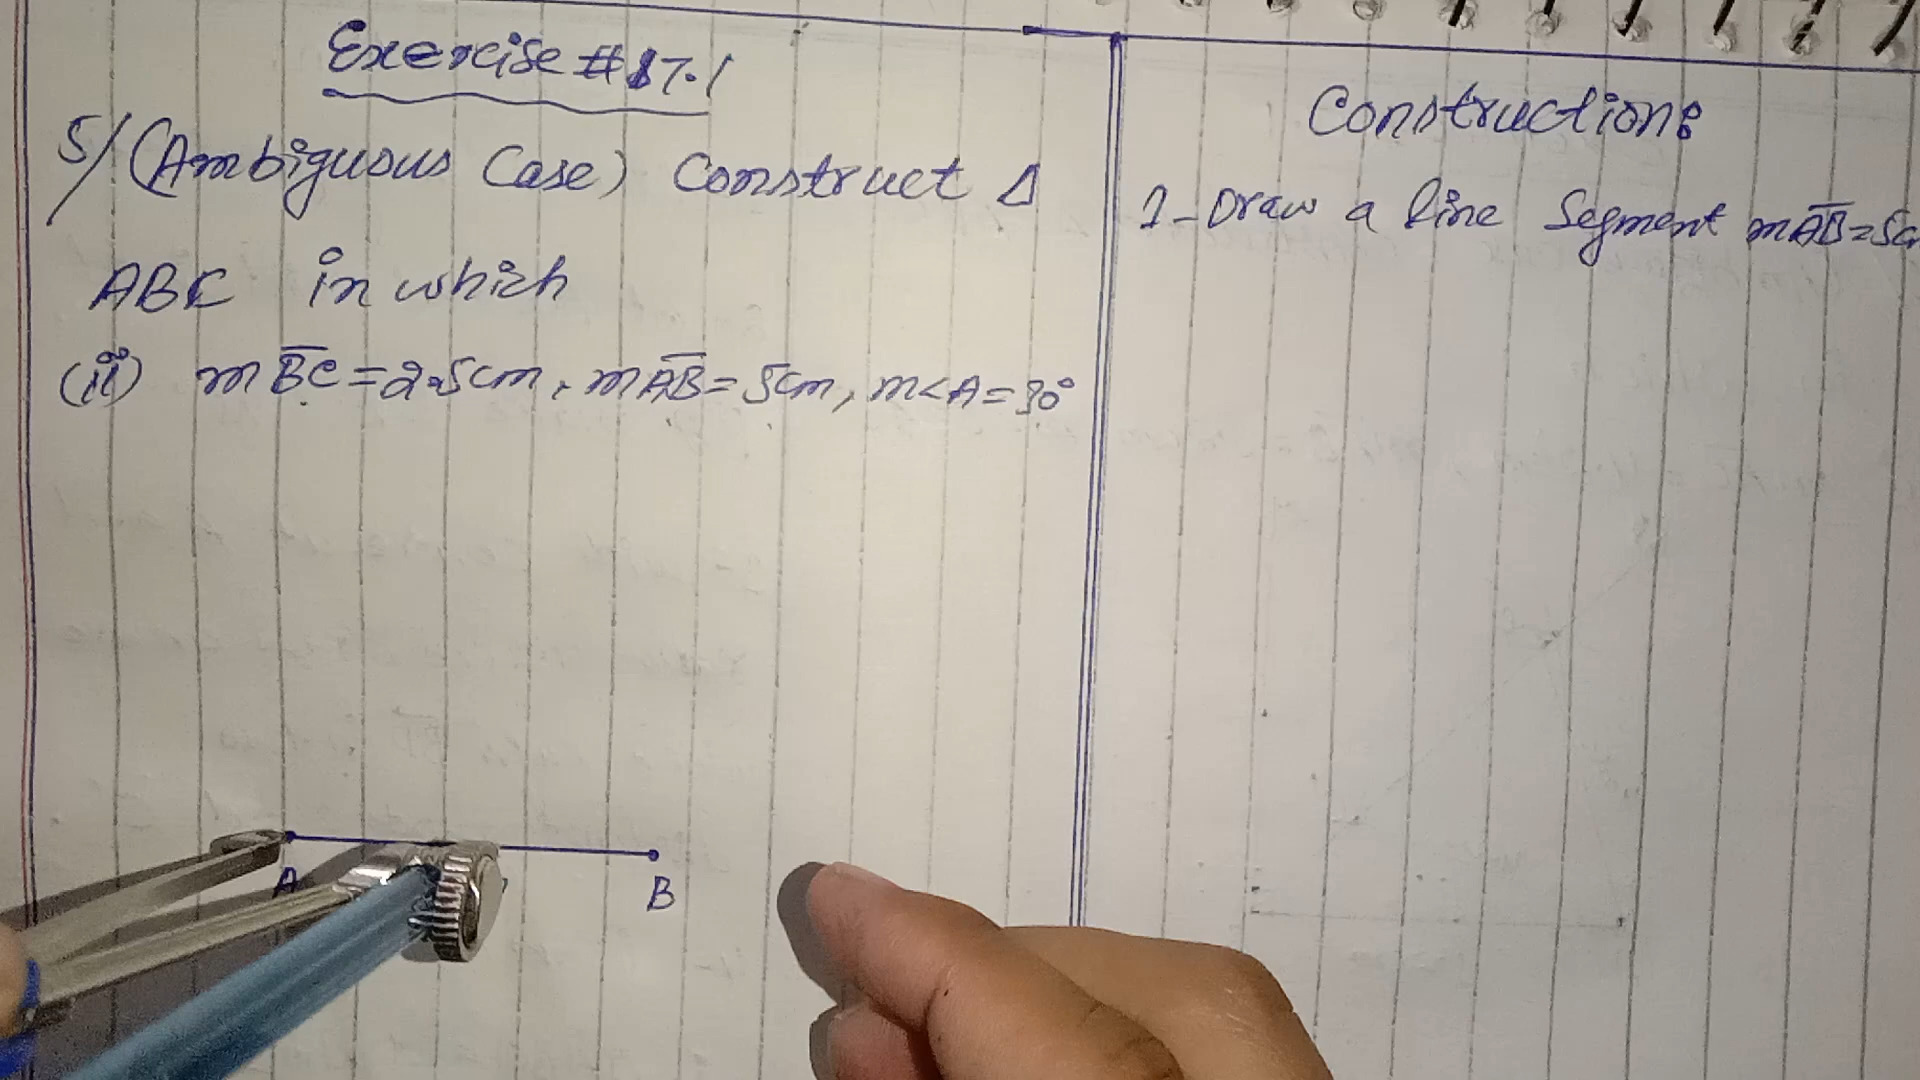 Exercise #17.1
5/ (Ambiguous Case) Construct Δ
ABC in which
(ii) mBC̅=2.5cm, mAB̅=5cm, m<A=30°
A
B
Construction:
1- Draw a line Segment mAB̅=5c